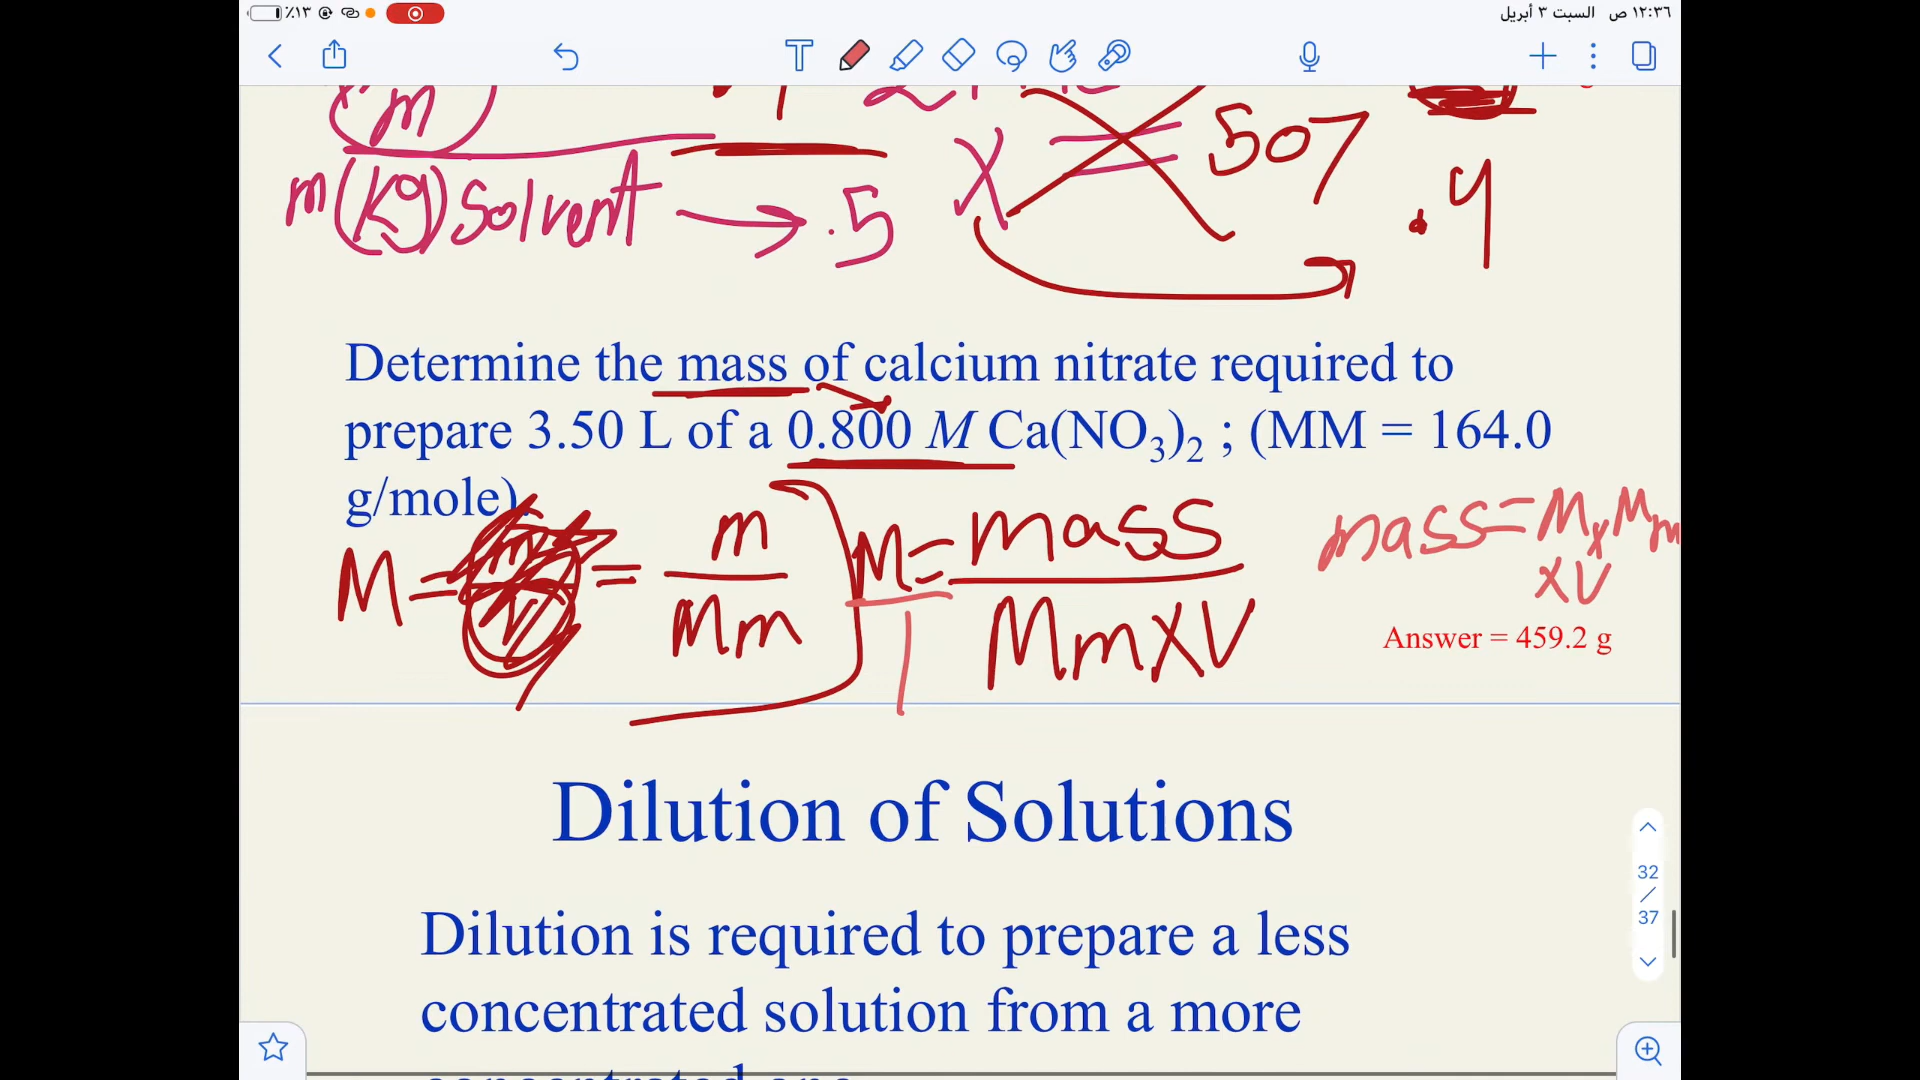 ٪١٣
١٢:٣٦ ص السبت ٣ أبريل
m
m(Kg) Solvent → .5
X = 507
.4
Determine the mass of calcium nitrate required to
prepare 3.50 L of a 0.800 M Ca(NO3)2 ; (MM = 164.0
g/mole).
M = = m / Mm
M = mass / Mm X V
mass = M x Mm
x V
Answer = 459.2 g
Dilution of Solutions
Dilution is required to prepare a less
concentrated solution from a more
32
37